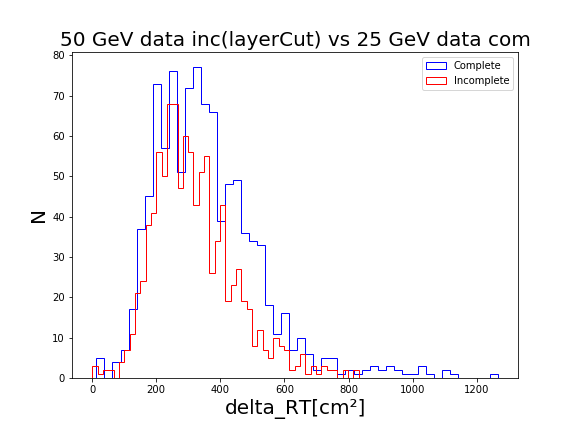 50 GeV data inc(layerCut) vs 25 GeV data com
Complete
Incomplete
80
70
60
50
40
30
20
10
0
N
0 200 400 600 800 1000 1200
delta_RT[cm²]